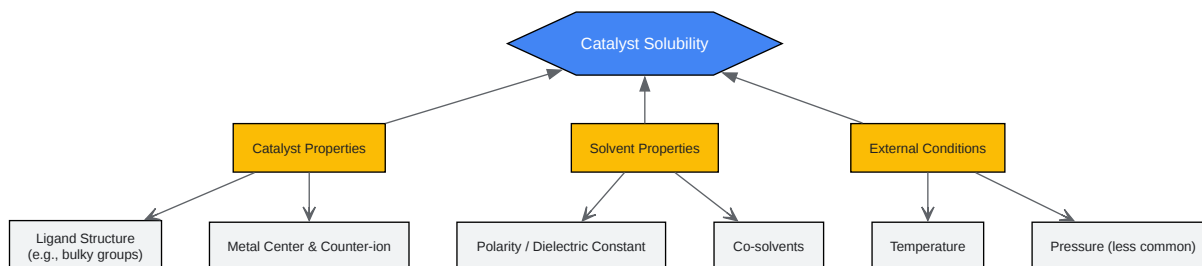 Catalyst Solubility
Catalyst Properties
Solvent Properties
External Conditions
Ligand Structure
(e.g., bulky groups)
Metal Center & Counter-ion
Polarity / Dielectric Constant
Co-solvents
Temperature
Pressure (less common)